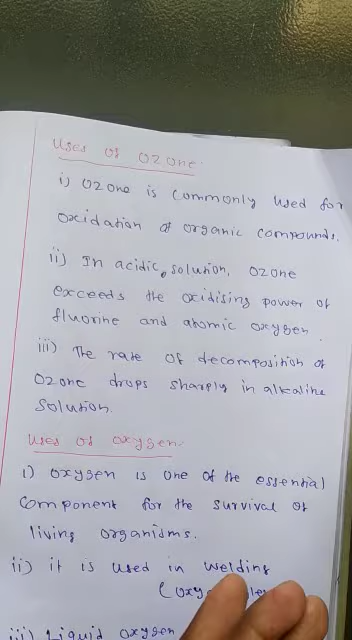 Uses of Ozone.
i) Ozone is commonly used for
oxidation of organic compounds.
ii) In acidic solution, ozone
exceeds the oxidising power of
fluorine and atomic oxygen.
iii) The rate of decomposition of
Ozone drops sharply in alkaline
solution.
Uses of oxygen.
i) oxygen is one of the essential
component for the survival of
living organisms.
ii) it is used in welding
iii) Liquid oxygen